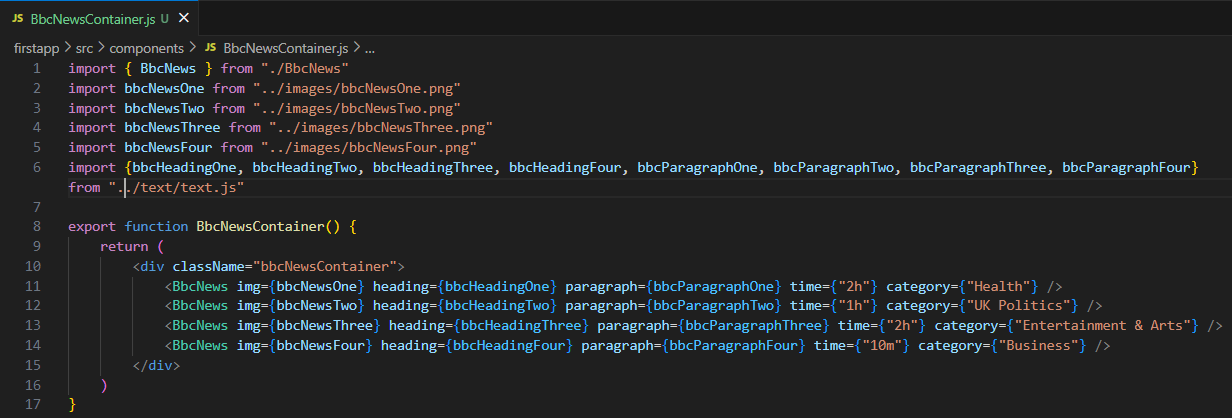 JS BbcNewsContainer.js U ×
firstapp > src > components > JS BbcNewsContainer.js > ...
1 import { BbcNews } from "./BbcNews"
2 import bbcNewsOne from "../images/bbcNewsOne.png"
3 import bbcNewsTwo from "../images/bbcNewsTwo.png"
4 import bbcNewsThree from "../images/bbcNewsThree.png"
5 import bbcNewsFour from "../images/bbcNewsFour.png"
6 import {bbcHeadingOne, bbcHeadingTwo, bbcHeadingThree, bbcHeadingFour, bbcParagraphOne, bbcParagraphTwo, bbcParagraphThree, bbcParagraphFour}
from "../text/text.js"
7
8 export function BbcNewsContainer() {
9     return (
10         <div className="bbcNewsContainer">
11             <BbcNews img={bbcNewsOne} heading={bbcHeadingOne} paragraph={bbcParagraphOne} time={"2h"} category={"Health"} />
12             <BbcNews img={bbcNewsTwo} heading={bbcHeadingTwo} paragraph={bbcParagraphTwo} time={"1h"} category={"UK Politics"} />
13             <BbcNews img={bbcNewsThree} heading={bbcHeadingThree} paragraph={bbcParagraphThree} time={"2h"} category={"Entertainment & Arts"} />
14             <BbcNews img={bbcNewsFour} heading={bbcHeadingFour} paragraph={bbcParagraphFour} time={"10m"} category={"Business"} />
15         </div>
16     )
17 }